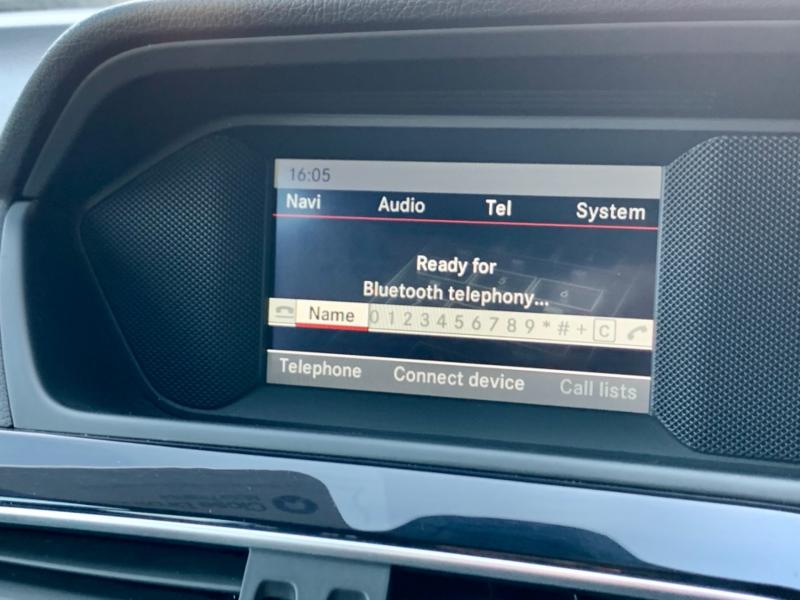 16:05
Navi Audio Tel System
Ready for
Bluetooth telephony...
Name 0 1 2 3 4 5 6 7 8 9 * # + C
Telephone Connect device Call lists